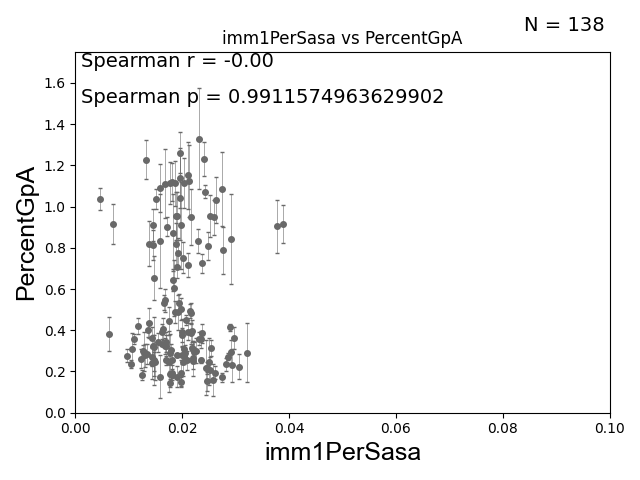 N = 138
imm1PerSasa vs PercentGpA
Spearman r = -0.00
Spearman p = 0.9911574963629902
PercentGpA
1.6
1.4
1.2
1.0
0.8
0.6
0.4
0.2
0.0
0.00 0.02 0.04 0.06 0.08 0.10
imm1PerSasa